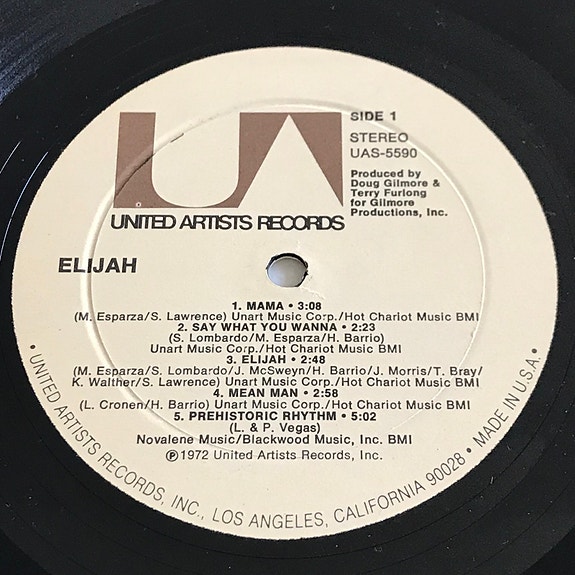 UA
SIDE 1
STEREO
UAS-5590
Produced by
Doug Gilmore &
Terry Furlong
for Gilmore
Productions, Inc.
UNITED ARTISTS RECORDS
ELIJAH
1. MAMA • 3:08
(M. Esparza/S. Lawrence) Unart Music Corp./Hot Chariot Music BMI
2. SAY WHAT YOU WANNA • 2:23
(S. Lombardo/M. Esparza/H. Barrio)
Unart Music Corp./Hot Chariot Music BMI
3. ELIJAH • 2:48
(M. Esparza/S. Lombardo/J. McSweyn/H. Barrio/J. Morris/T. Bray/
K. Walther/S. Lawrence) Unart Music Corp./Hot Chariot Music BMI
4. MEAN MAN • 2:58
(L. Cronen/H. Barrio) Unart Music Corp./Hot Chariot Music BMI
5. PREHISTORIC RHYTHM • 5:02
(L. & P. Vegas)
Novalene Music/Blackwood Music, Inc. BMI
℗1972 United Artists Records, Inc.
• UNITED ARTISTS RECORDS, INC., LOS ANGELES, CALIFORNIA 90028 • MADE IN U.S.A. •